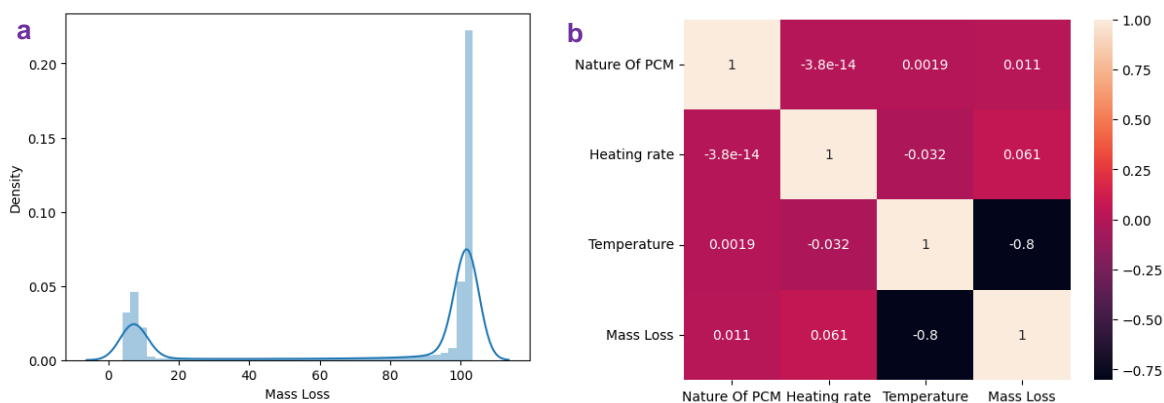 a
0.20
0.15
0.10
0.05
0.00
Density
0 20 40 60 80 100
Mass Loss
b
Nature Of PCM 1 -3.8e-14 0.0019 0.011
Heating rate -3.8e-14 1 -0.032 0.061
Temperature 0.0019 -0.032 1 -0.8
Mass Loss 0.011 0.061 -0.8 1
Nature Of PCM Heating rate Temperature Mass Loss
1.00
0.75
0.50
0.25
0.00
-0.25
-0.50
-0.75